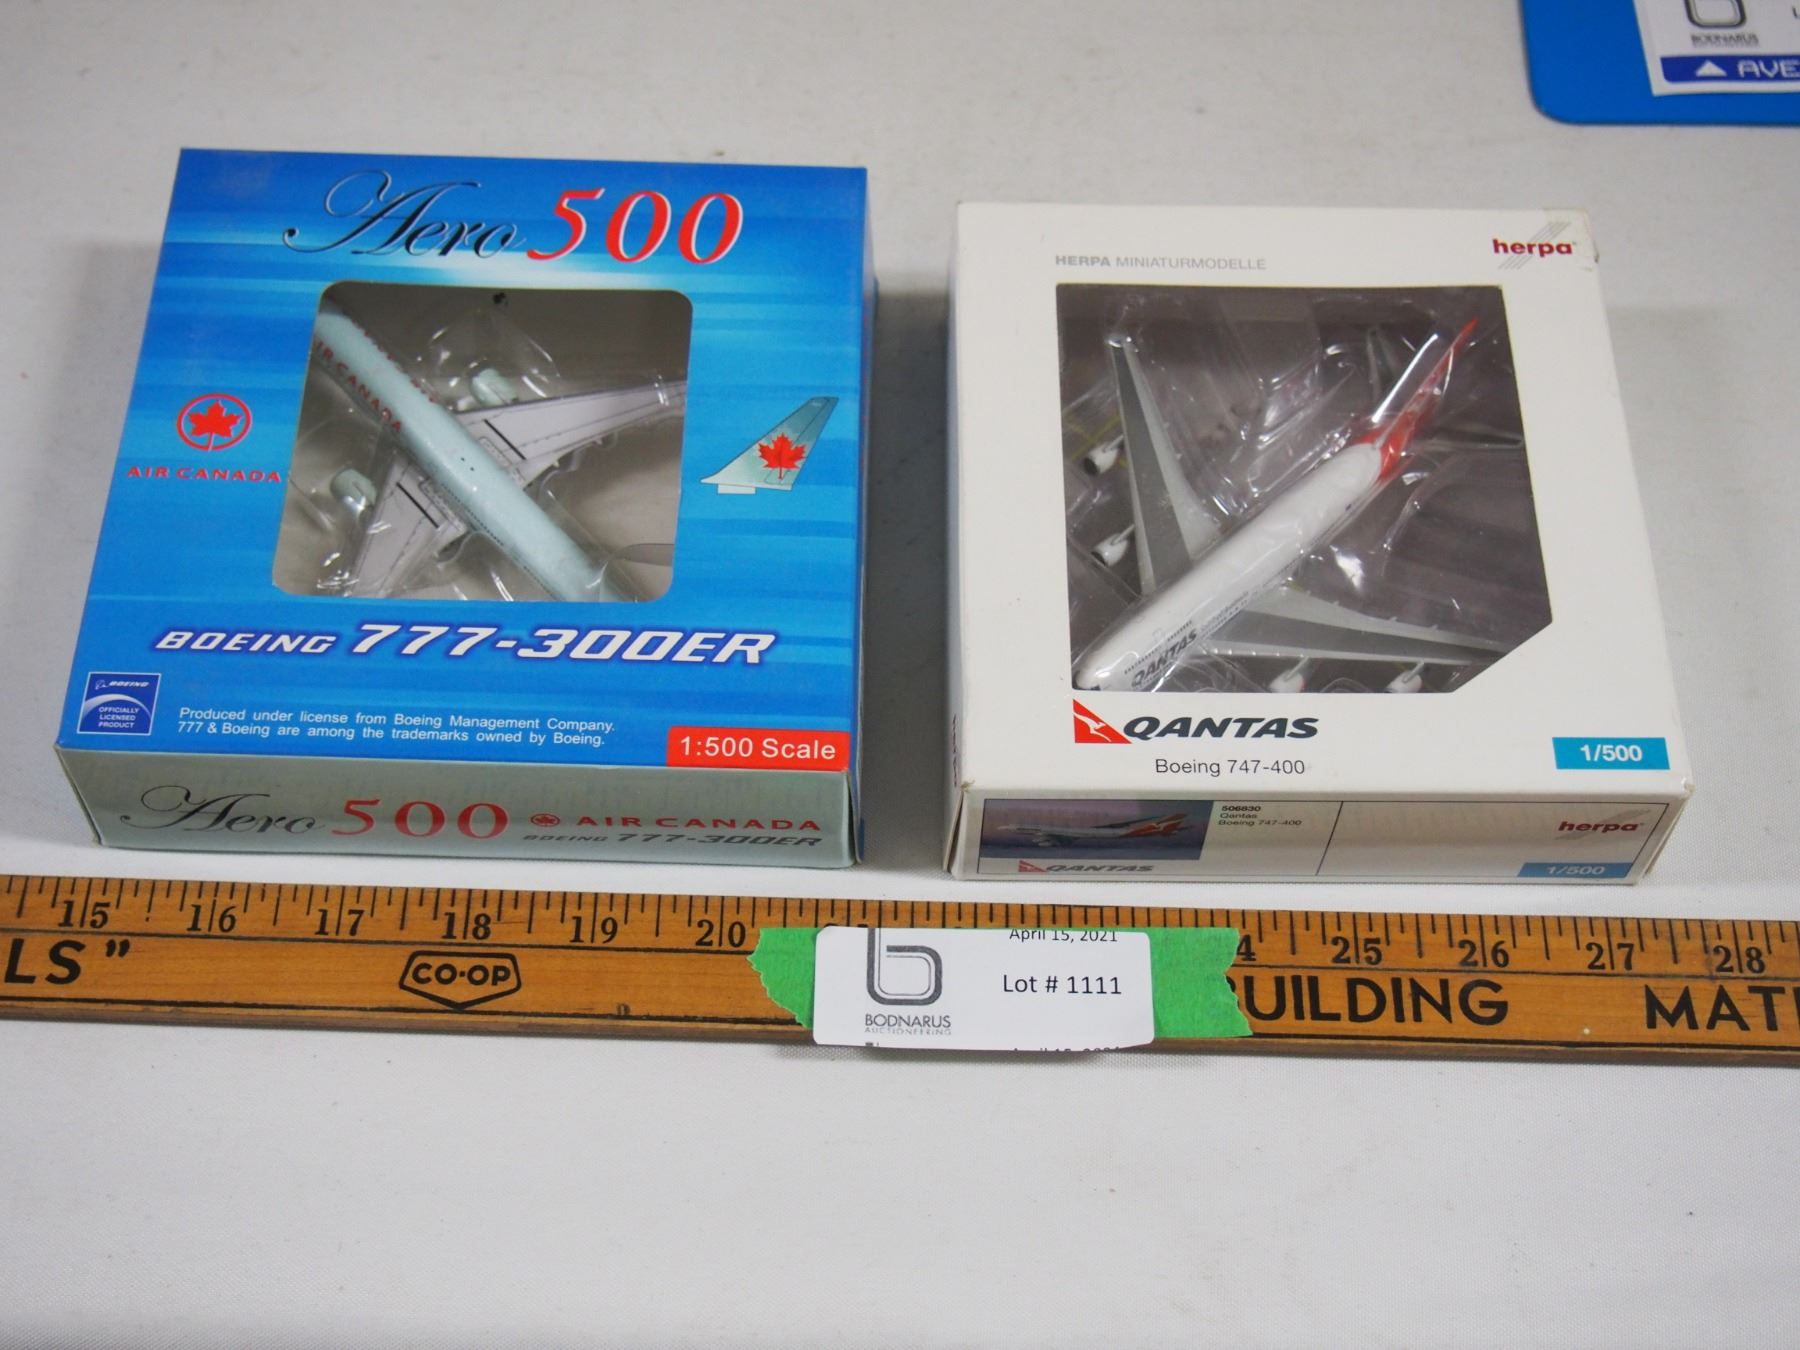 BODNARUS
AVE
Aero 500
AIR CANADA
AIR CANADA
BOEING 777-300ER
BOEING
OFFICIALLY
LICENSED
PRODUCT
Produced under license from Boeing Management Company.
777 & Boeing are among the trademarks owned by Boeing.
1:500 Scale
Aero 500 AIR CANADA
BOEING 777-300ER
HERPA MINIATURMODELLE
herpa
QANTAS
QANTAS
Boeing 747-400
1/500
506830
Qantas
Boeing 747-400
QANTAS
herpa
1/500
15 16 17 18 19 20 4 25 26 27 28
LS" CO-OP UILDING MAT
April 15, 2021
Lot # 1111
BODNARUS
AUCTIONEERING